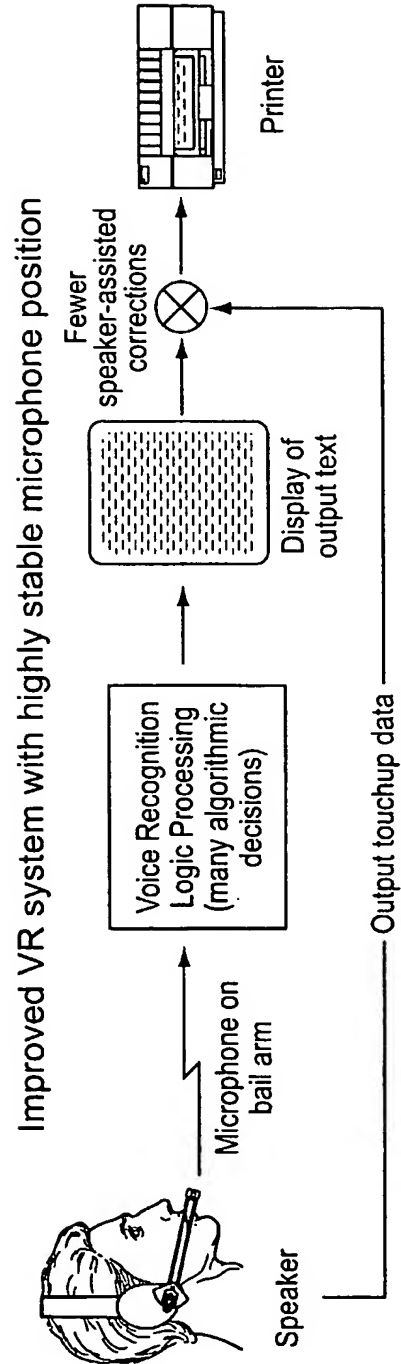 Improved VR system with highly stable microphone position
Speaker
Microphone on
bail arm
Voice Recognition
Logic Processing
(many algorithmic
decisions)
Display of
output text
Fewer
speaker-assisted
corrections
Printer
Output touchup data